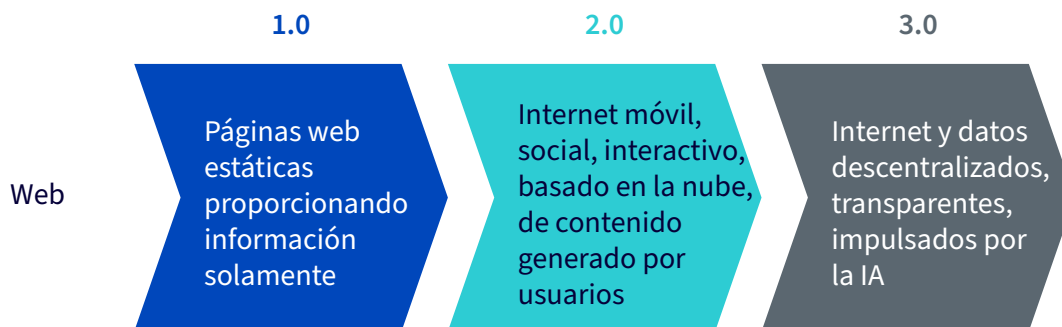 1.0
2.0
3.0
Web
Páginas web
estáticas
proporcionando
información
solamente
Internet móvil,
social, interactivo,
basado en la nube,
de contenido
generado por
usuarios
Internet y datos
descentralizados,
transparentes,
impulsados por
la IA